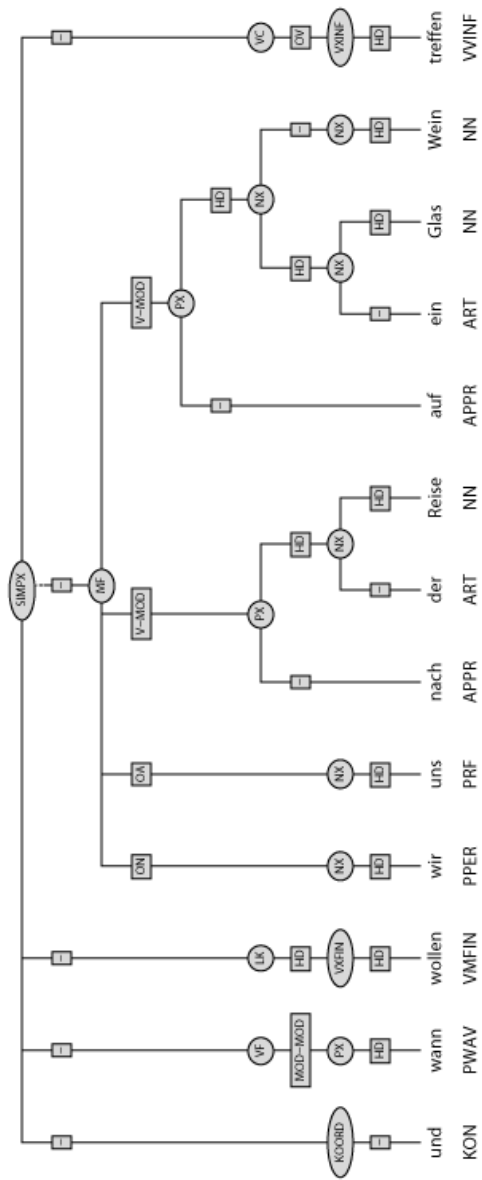 SIMPX
– – – – –
MF
ON OA V-MOD V-MOD
PX
– HD
VF LK PX NX VC
MOD-MOD HD – HD HD – OV
KOORD PX VXFIN NX NX NX NX NX VXINF
– HD HD HD HD – HD – HD HD HD
und wann wollen wir uns nach der Reise auf ein Glas Wein treffen
KON PWAV VMFIN PPER PRF APPR ART NN APPR ART NN NN VVINF